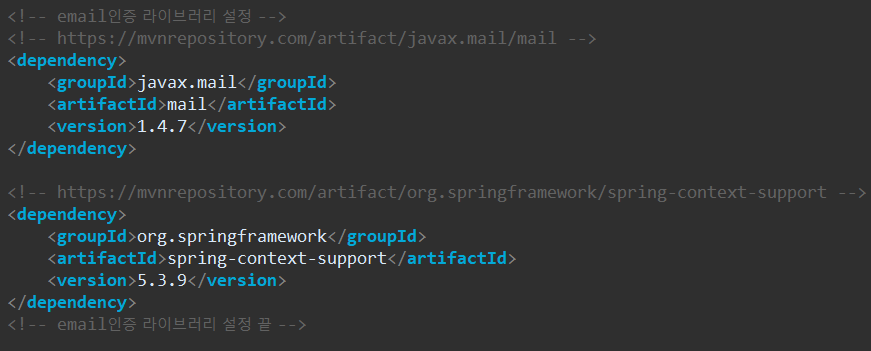 <!-- email인증 라이브러리 설정 -->
<!-- https://mvnrepository.com/artifact/javax.mail/mail -->
<dependency>
    <groupId>javax.mail</groupId>
    <artifactId>mail</artifactId>
    <version>1.4.7</version>
</dependency>

<!-- https://mvnrepository.com/artifact/org.springframework/spring-context-support -->
<dependency>
    <groupId>org.springframework</groupId>
    <artifactId>spring-context-support</artifactId>
    <version>5.3.9</version>
</dependency>
<!-- email인증 라이브러리 설정 끝 -->